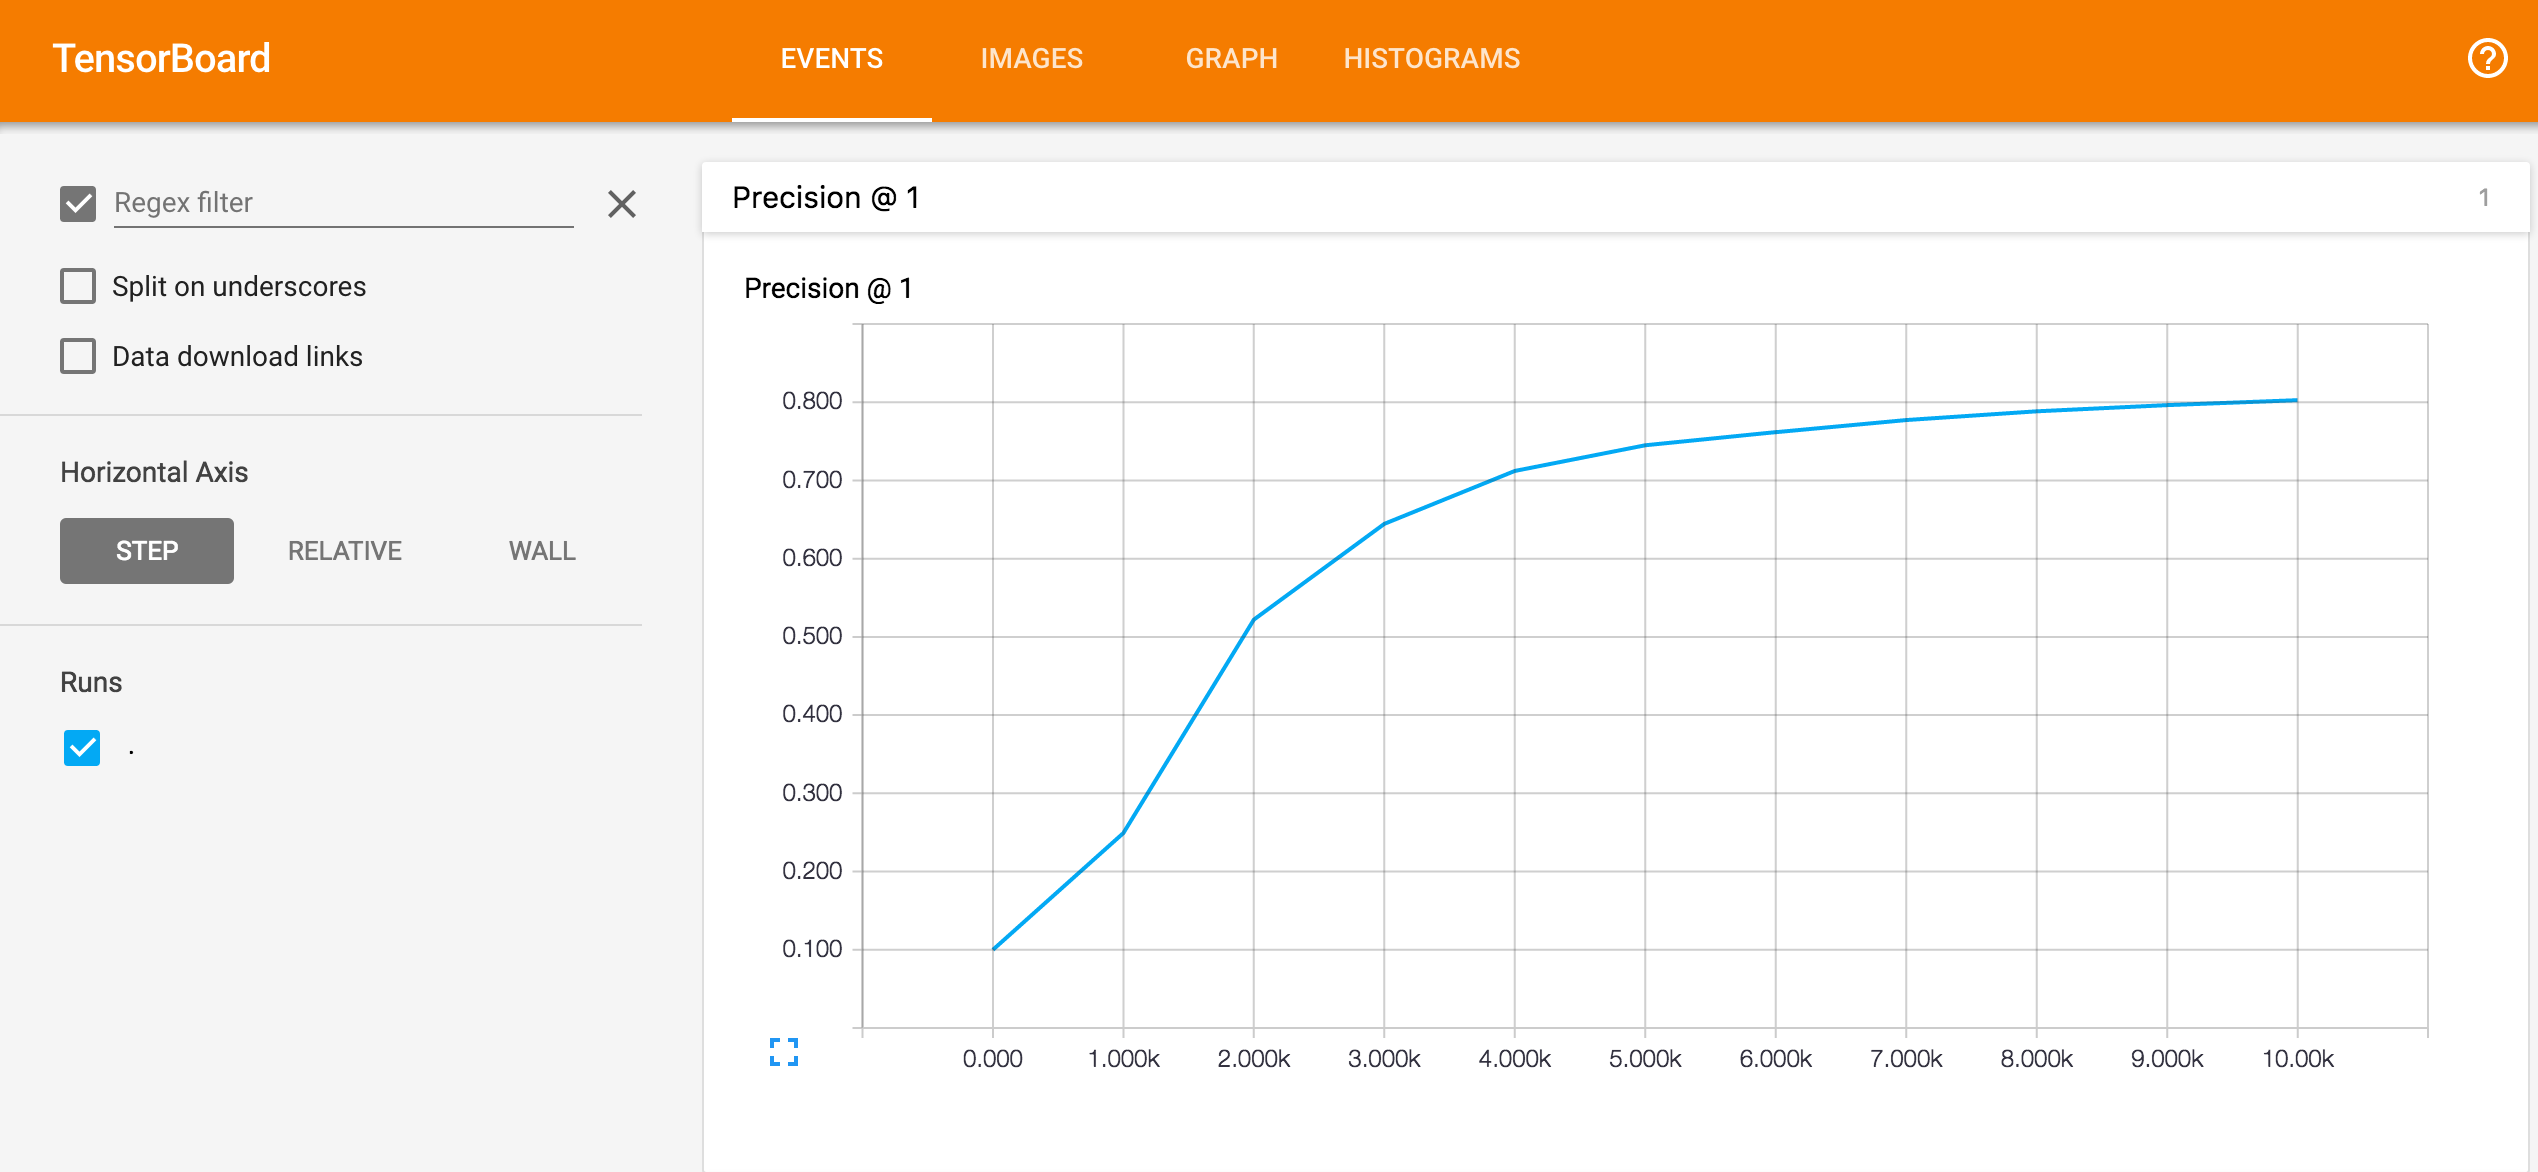 TensorBoard
EVENTS
IMAGES
GRAPH
HISTOGRAMS
?
Regex filter
Split on underscores
Data download links
Horizontal Axis
STEP
RELATIVE
WALL
Runs
.
Precision @ 1
1
Precision @ 1
0.800
0.700
0.600
0.500
0.400
0.300
0.200
0.100
0.000 1.000k 2.000k 3.000k 4.000k 5.000k 6.000k 7.000k 8.000k 9.000k 10.00k